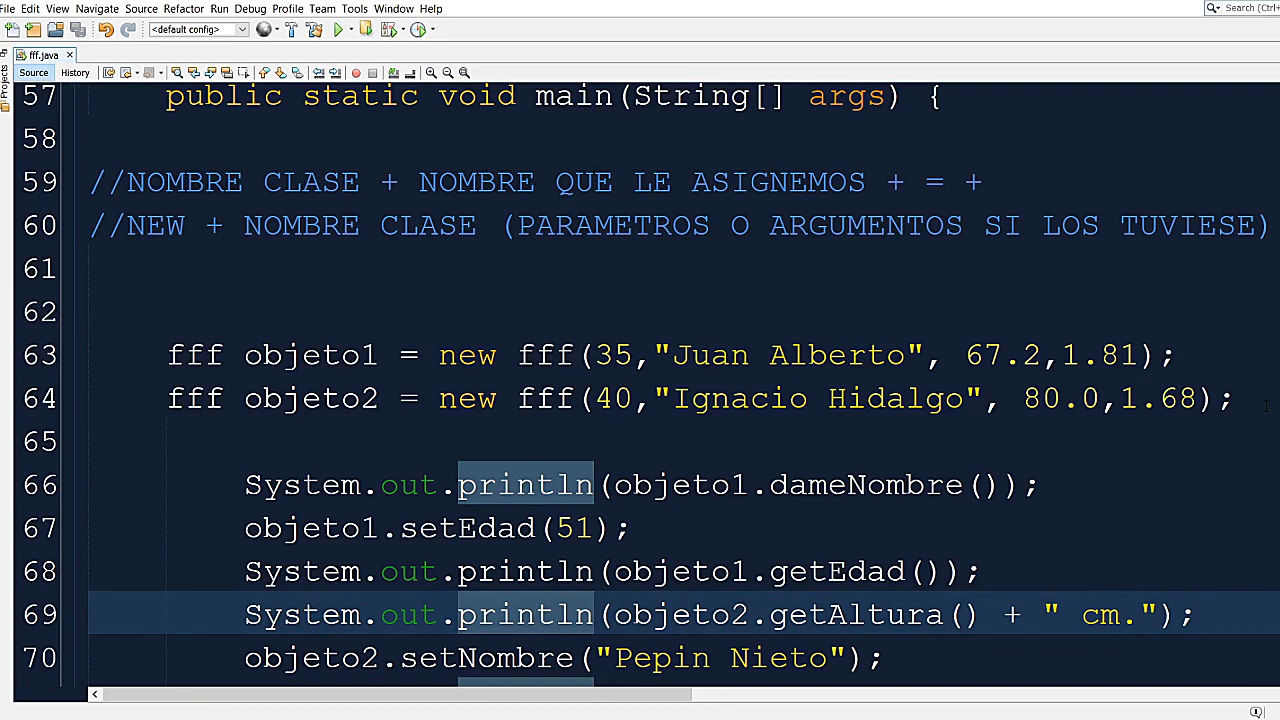 File Edit View Navigate Source Refactor Run Debug Profile Team Tools Window Help
Search (Ctrl+
<default config>
fff.java
Projects
Source History
57 public static void main(String[] args) {
58
59 //NOMBRE CLASE + NOMBRE QUE LE ASIGNEMOS + = +
60 //NEW + NOMBRE CLASE (PARAMETROS O ARGUMENTOS SI LOS TUVIESE)
61
62
63 fff objeto1 = new fff(35,"Juan Alberto", 67.2,1.81);
64 fff objeto2 = new fff(40,"Ignacio Hidalgo", 80.0,1.68);
65
66 System.out.println(objeto1.dameNombre());
67 objeto1.setEdad(51);
68 System.out.println(objeto1.getEdad());
69 System.out.println(objeto2.getAltura() + " cm.");
70 objeto2.setNombre("Pepin Nieto");